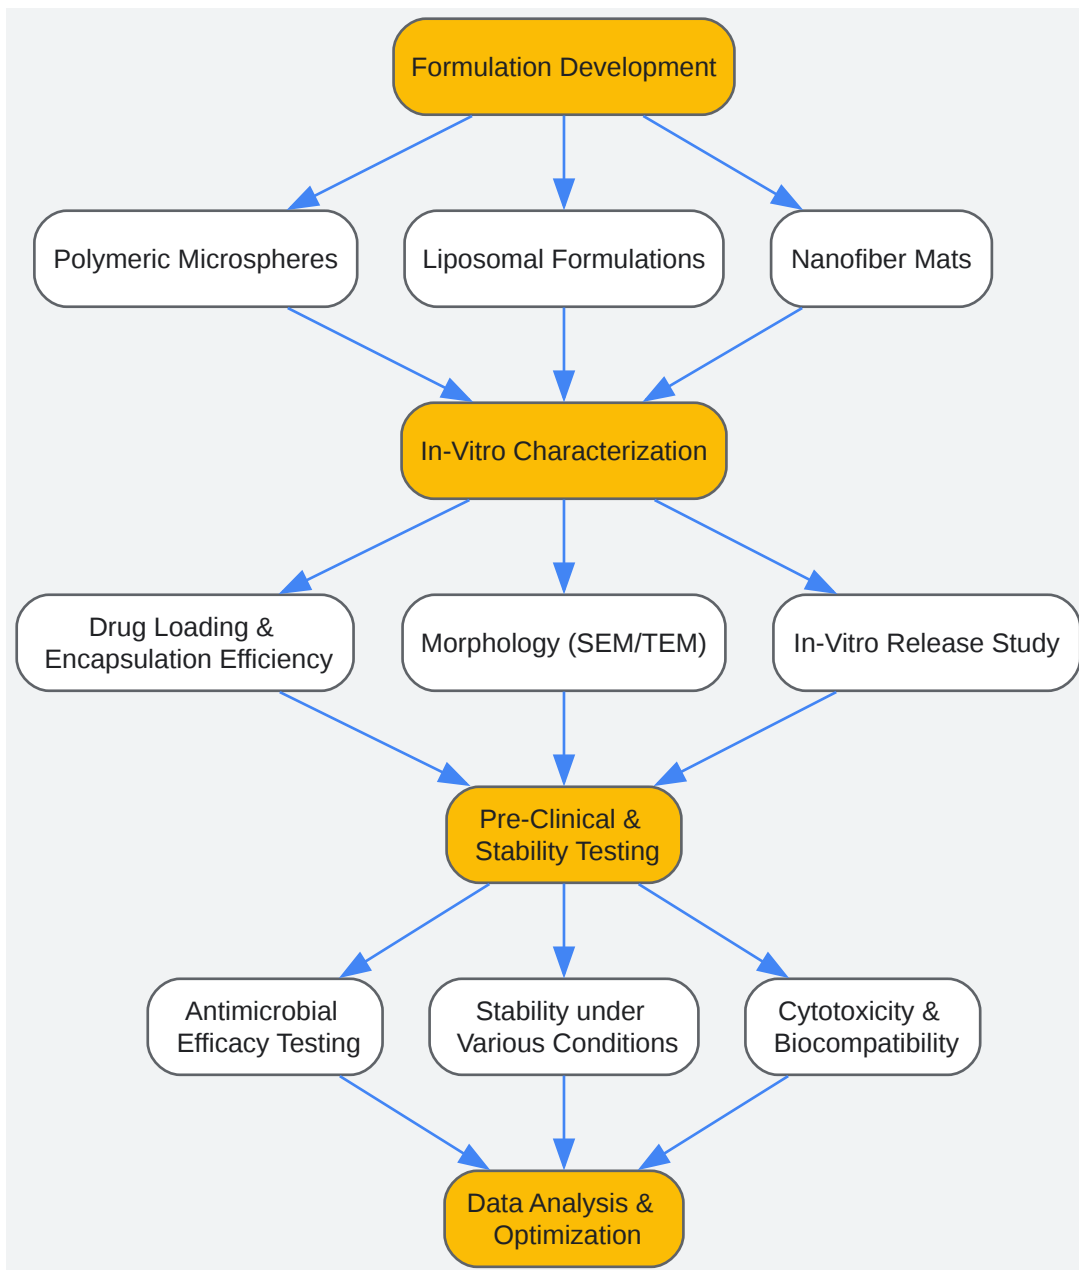 Formulation Development
Polymeric Microspheres
Liposomal Formulations
Nanofiber Mats
In-Vitro Characterization
Drug Loading &
Encapsulation Efficiency
Morphology (SEM/TEM)
In-Vitro Release Study
Pre-Clinical &
Stability Testing
Antimicrobial
Efficacy Testing
Stability under
Various Conditions
Cytotoxicity &
Biocompatibility
Data Analysis &
Optimization